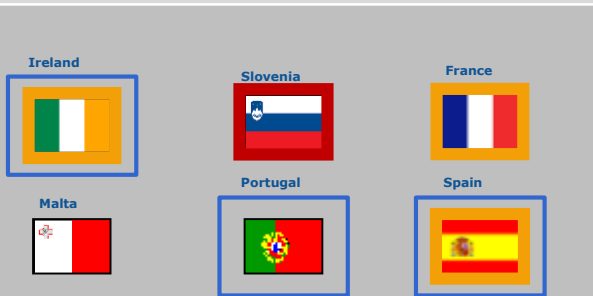 Ireland
Slovenia
France
Malta
Portugal
Spain